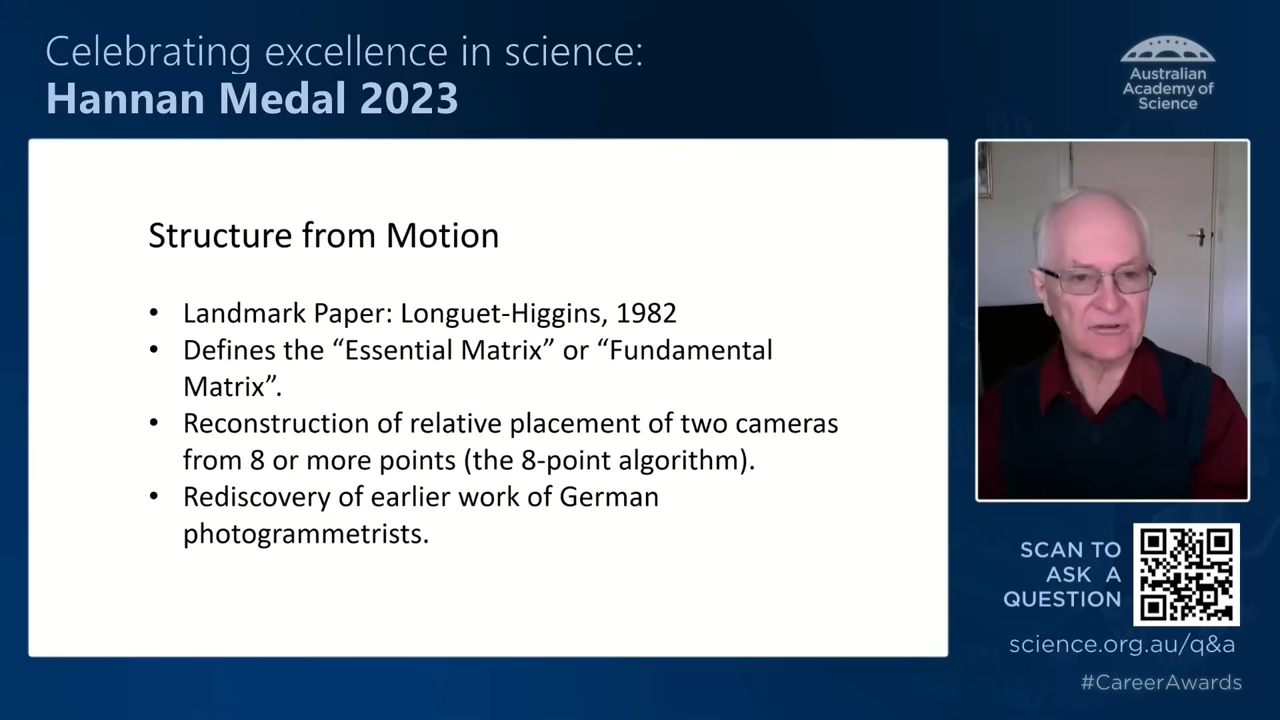 Celebrating excellence in science:
Hannan Medal 2023
Australian
Academy of
Science
Structure from Motion
• Landmark Paper: Longuet-Higgins, 1982
• Defines the “Essential Matrix” or “Fundamental
Matrix”.
• Reconstruction of relative placement of two cameras
from 8 or more points (the 8-point algorithm).
• Rediscovery of earlier work of German
photogrammetrists.
SCAN TO
ASK A
QUESTION
science.org.au/q&a
#CareerAwards